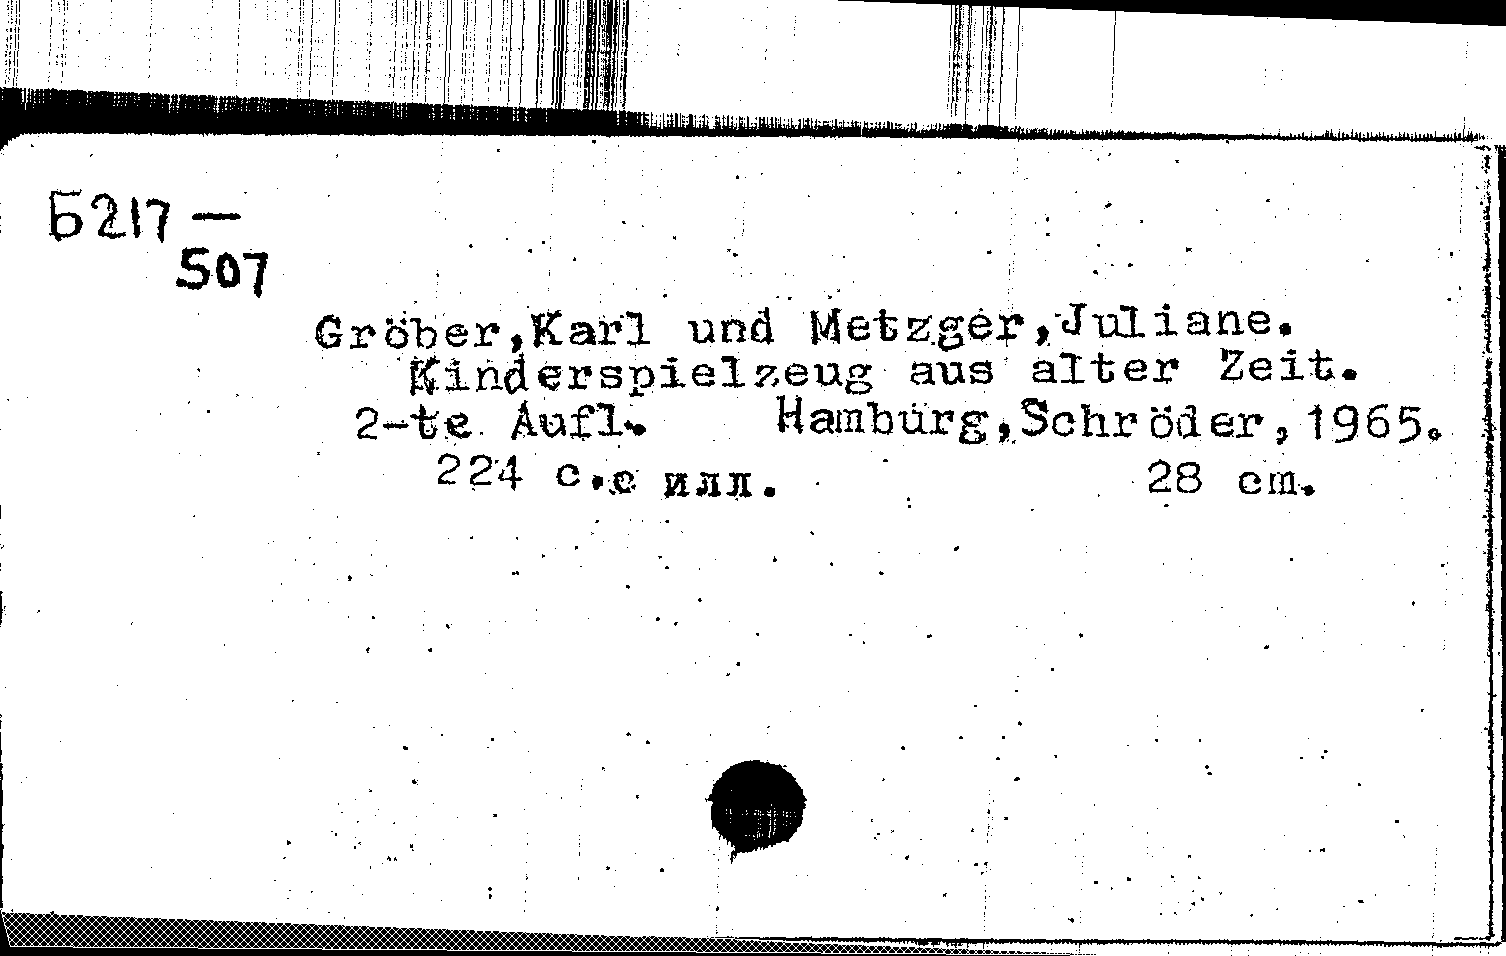 Б217—
507
Gröber,Karl und Metzger,Juliane.
Kinderspielzeug aus alter Zeit.
2-te Aufl. Hamburg,Schröder,1965.
224 с.с илл. 28 cm.